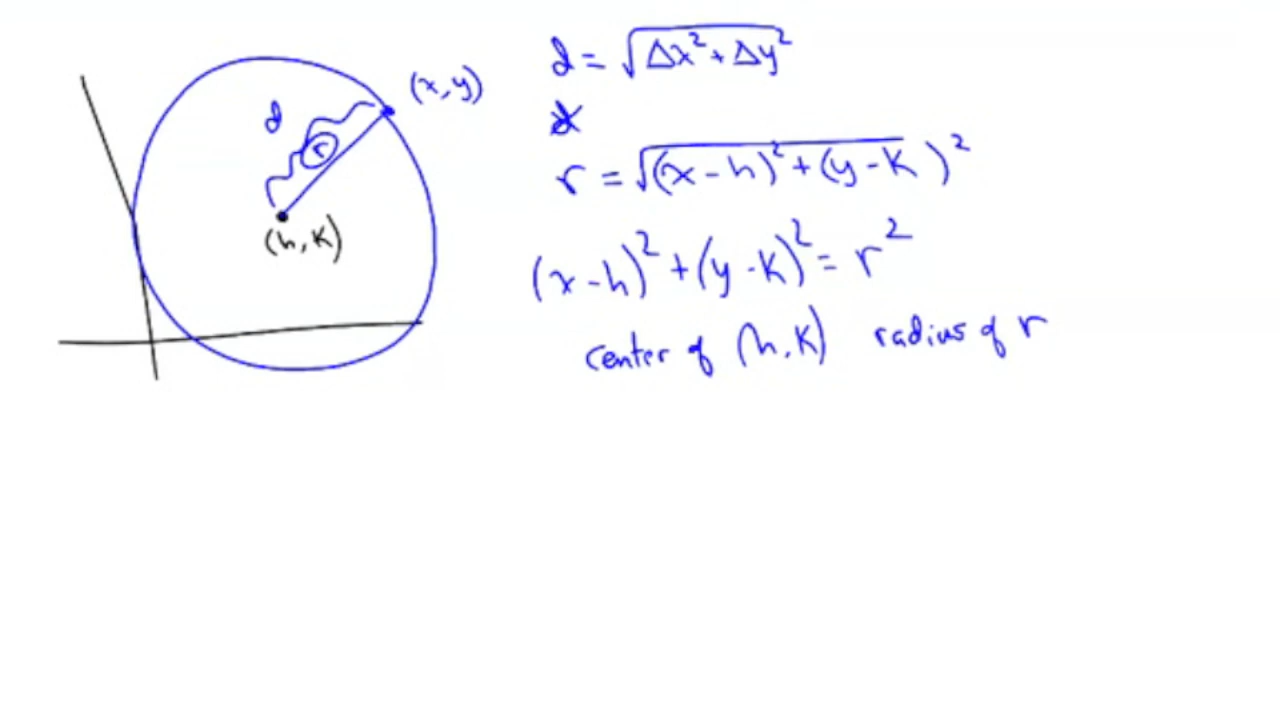 d = √(Δx² + Δy²)
(x, y)
d
d
r
r = √((x - h)² + (y - k)²)
(h, k)
(x - h)² + (y - k)² = r²
center of (h, k) radius of r